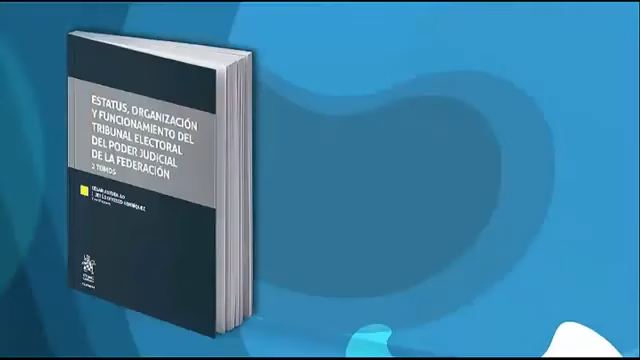 ESTATUS, ORGANIZACIÓN
Y FUNCIONAMIENTO DEL
TRIBUNAL ELECTORAL
DEL PODER JUDICIAL
DE LA FEDERACIÓN
2 TOMOS